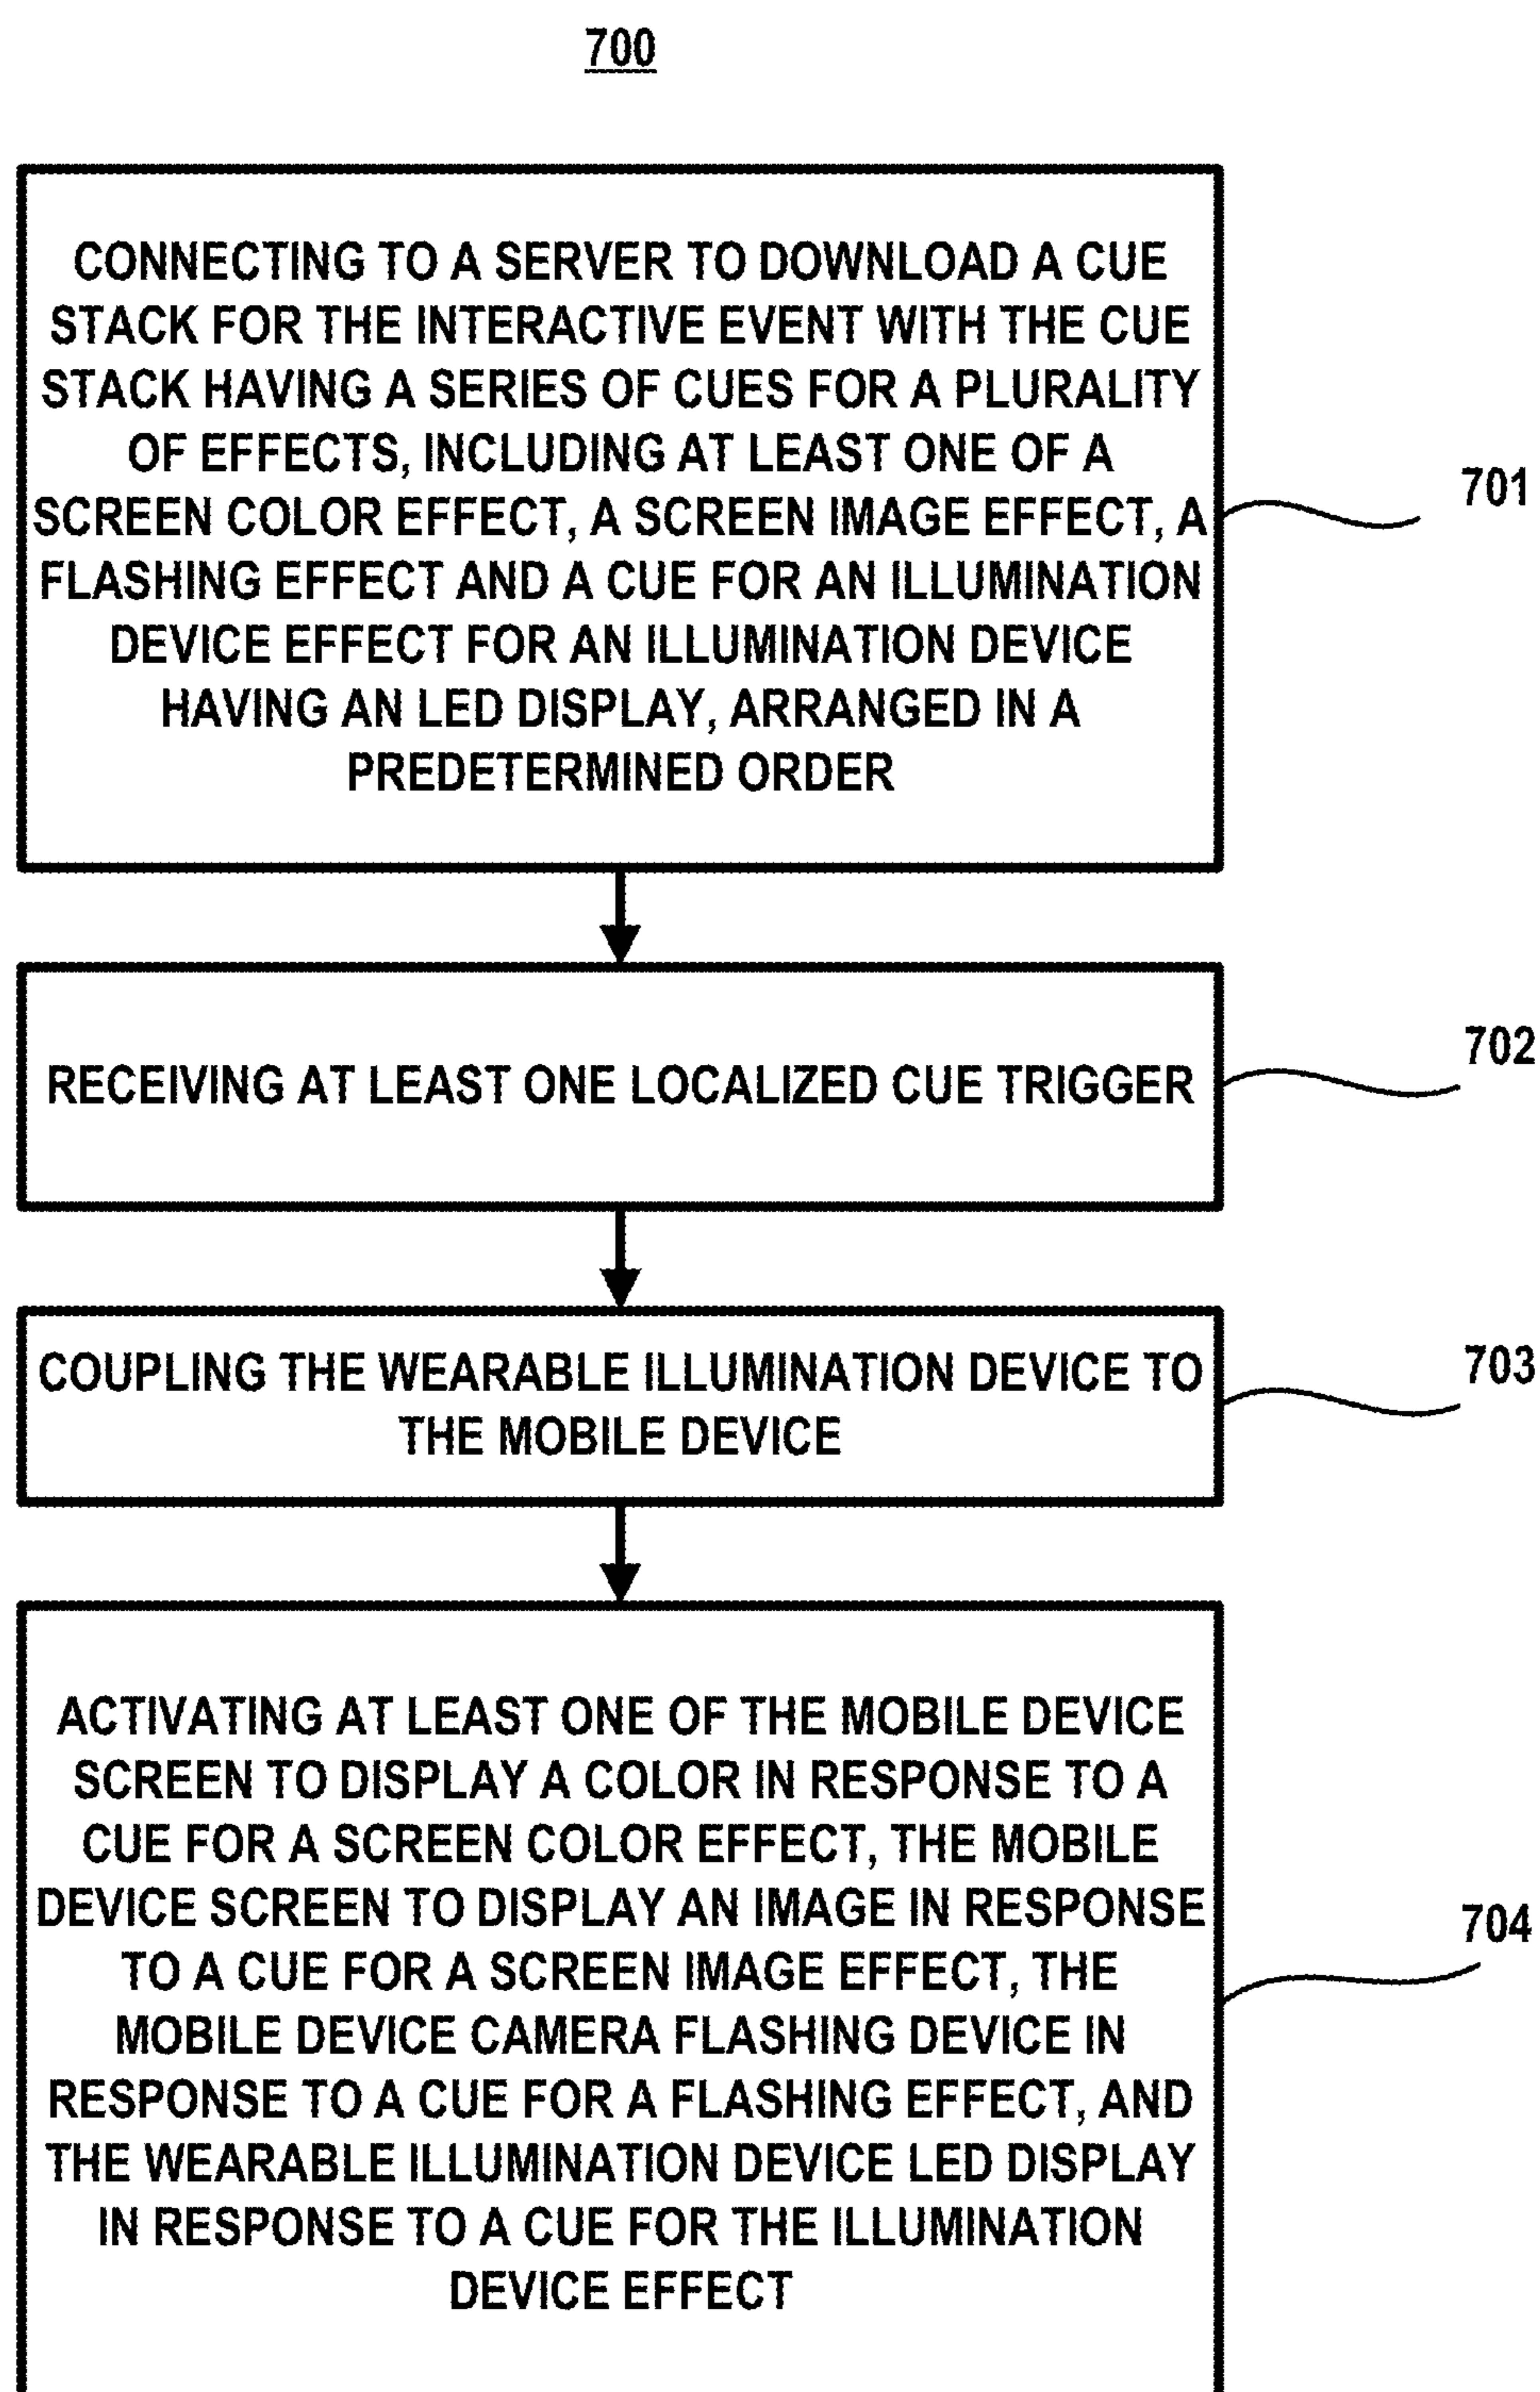 700
CONNECTING TO A SERVER TO DOWNLOAD A CUE
STACK FOR THE INTERACTIVE EVENT WITH THE CUE
STACK HAVING A SERIES OF CUES FOR A PLURALITY
OF EFFECTS, INCLUDING AT LEAST ONE OF A
SCREEN COLOR EFFECT, A SCREEN IMAGE EFFECT, A
FLASHING EFFECT AND A CUE FOR AN ILLUMINATION
DEVICE EFFECT FOR AN ILLUMINATION DEVICE
HAVING AN LED DISPLAY, ARRANGED IN A
PREDETERMINED ORDER
701
RECEIVING AT LEAST ONE LOCALIZED CUE TRIGGER
702
COUPLING THE WEARABLE ILLUMINATION DEVICE TO
THE MOBILE DEVICE
703
ACTIVATING AT LEAST ONE OF THE MOBILE DEVICE
SCREEN TO DISPLAY A COLOR IN RESPONSE TO A
CUE FOR A SCREEN COLOR EFFECT, THE MOBILE
DEVICE SCREEN TO DISPLAY AN IMAGE IN RESPONSE
TO A CUE FOR A SCREEN IMAGE EFFECT, THE
MOBILE DEVICE CAMERA FLASHING DEVICE IN
RESPONSE TO A CUE FOR A FLASHING EFFECT, AND
THE WEARABLE ILLUMINATION DEVICE LED DISPLAY
IN RESPONSE TO A CUE FOR THE ILLUMINATION
DEVICE EFFECT
704